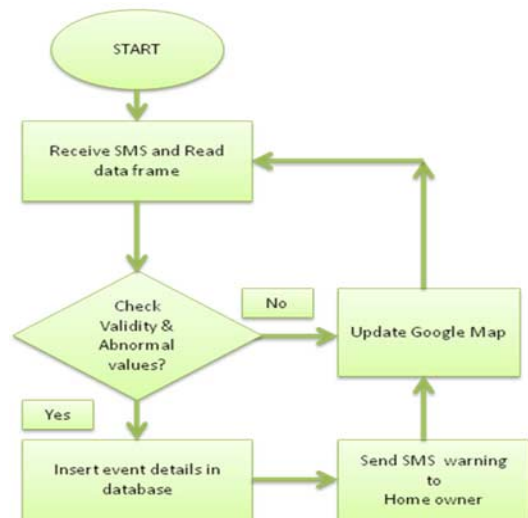 START
Receive SMS and Read
data frame
Check
Validity &
Abnormal
values?
No
Update Google Map
Yes
Insert event details in
database
Send SMS warning
to
Home owner